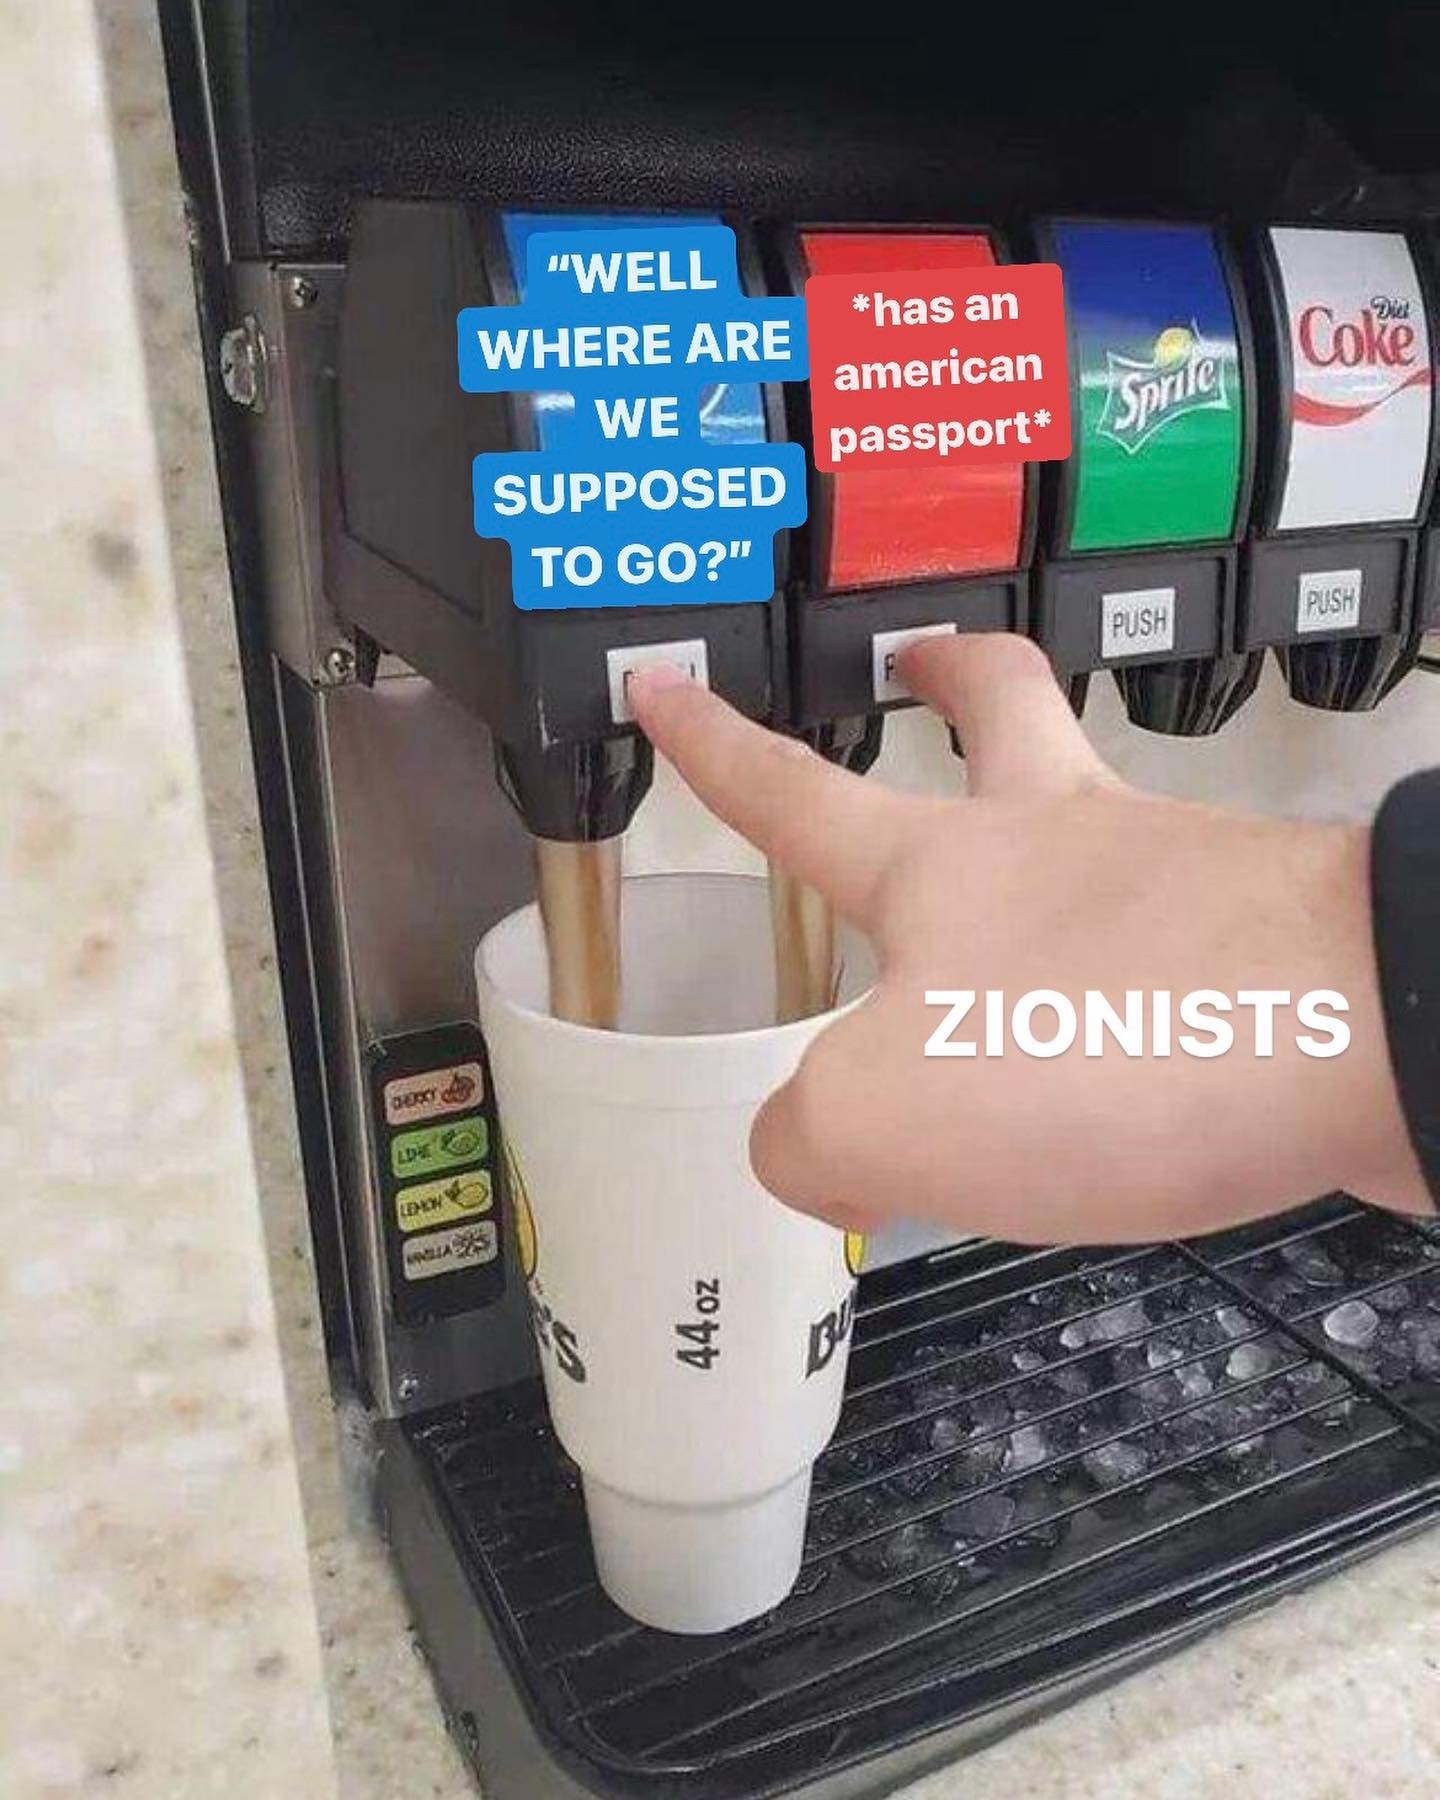 “WELL
WHERE ARE
WE
SUPPOSED
TO GO?”
*has an
american
passport*
Sprite
Diet
Coke
PUSH
PUSH
ZIONISTS
CHERRY
LIME
LEMON
VANILLA
44 oz